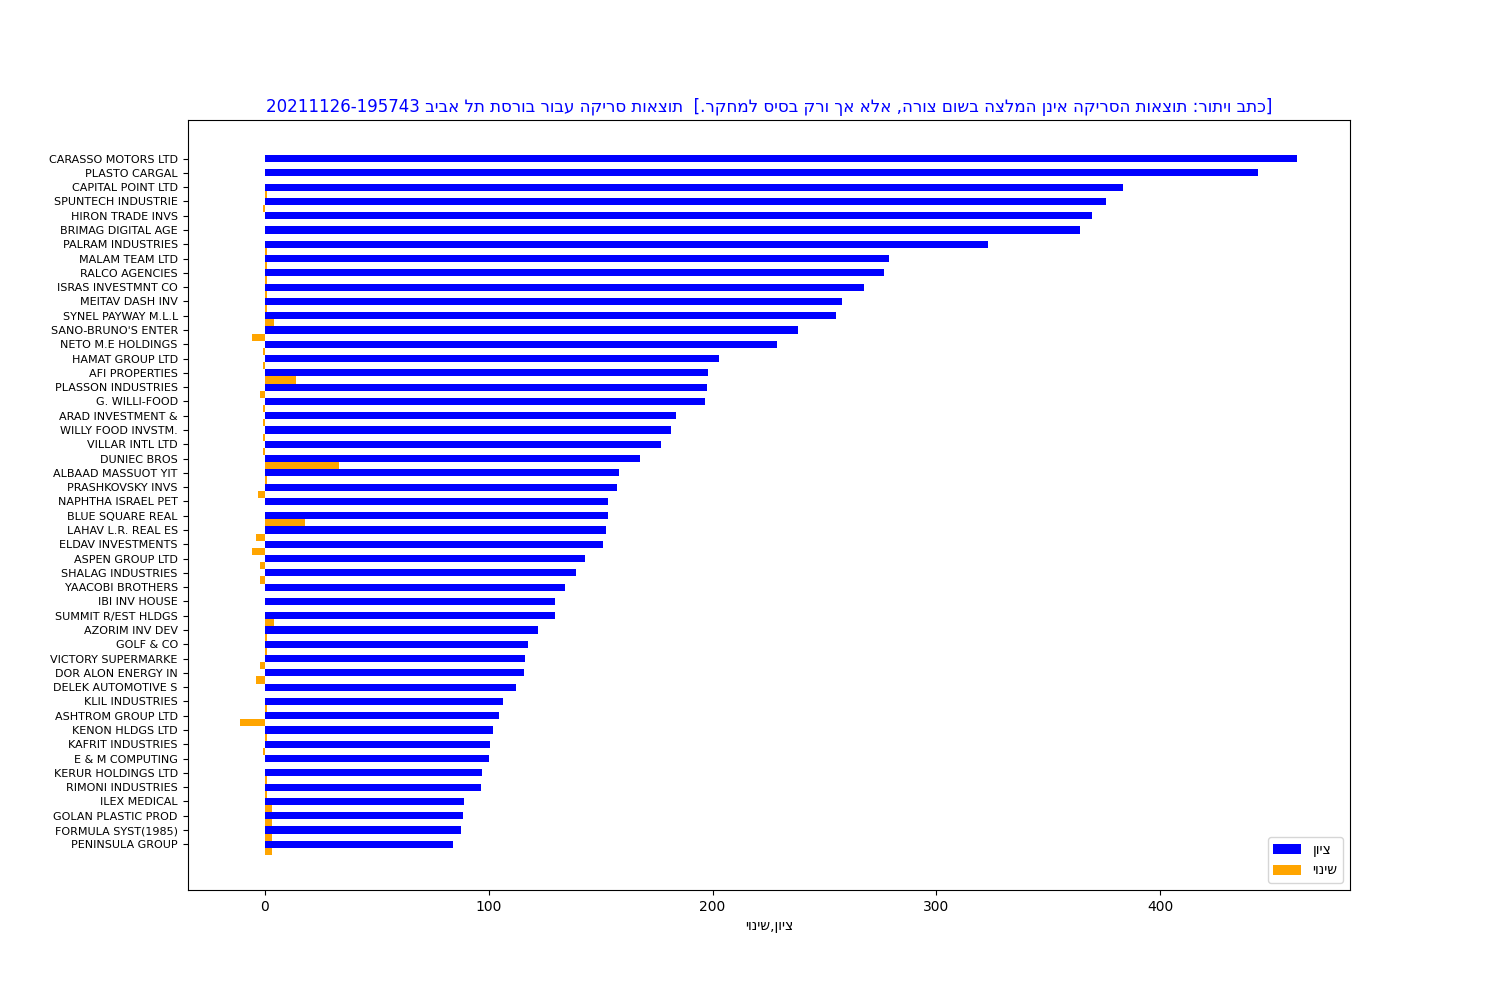 תוצאות סריקה עבור בורסת תל אביב 20211126-195743 [כתב ויתור: תוצאות הסריקה אינן המלצה בשום צורה, אלא אך ורק בסיס למחקר.]
CARASSO MOTORS LTD
PLASTO CARGAL
CAPITAL POINT LTD
SPUNTECH INDUSTRIE
HIRON TRADE INVS
BRIMAG DIGITAL AGE
PALRAM INDUSTRIES
MALAM TEAM LTD
RALCO AGENCIES
ISRAS INVESTMNT CO
MEITAV DASH INV
SYNEL PAYWAY M.L.L
SANO-BRUNO'S ENTER
NETO M.E HOLDINGS
HAMAT GROUP LTD
AFI PROPERTIES
PLASSON INDUSTRIES
G. WILLI-FOOD
ARAD INVESTMENT &
WILLY FOOD INVSTM.
VILLAR INTL LTD
DUNIEC BROS
ALBAAD MASSUOT YIT
PRASHKOVSKY INVS
NAPHTHA ISRAEL PET
BLUE SQUARE REAL
LAHAV L.R. REAL ES
ELDAV INVESTMENTS
ASPEN GROUP LTD
SHALAG INDUSTRIES
YAACOBI BROTHERS
IBI INV HOUSE
SUMMIT R/EST HLDGS
AZORIM INV DEV
GOLF & CO
VICTORY SUPERMARKE
DOR ALON ENERGY IN
DELEK AUTOMOTIVE S
KLIL INDUSTRIES
ASHTROM GROUP LTD
KENON HLDGS LTD
KAFRIT INDUSTRIES
E & M COMPUTING
KERUR HOLDINGS LTD
RIMONI INDUSTRIES
ILEX MEDICAL
GOLAN PLASTIC PROD
FORMULA SYST(1985)
PENINSULA GROUP
ציון
שינוי
0 100 200 300 400
ציון,שינוי